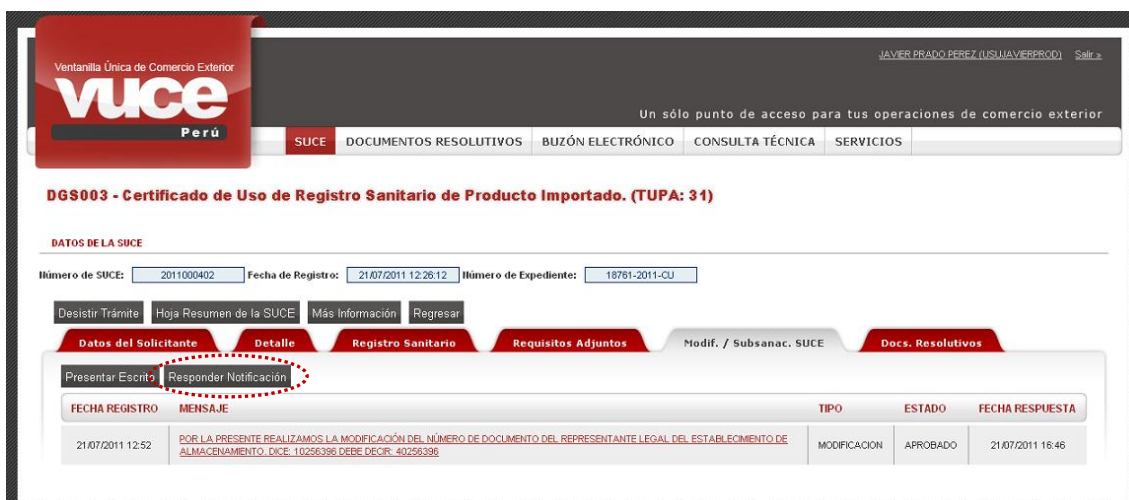 JAVIER PRADO PEREZ (USUJAVIERPROD) Salir »
Ventanilla Única de Comercio Exterior
vuce
Perú
Un sólo punto de acceso para tus operaciones de comercio exterior
SUCE DOCUMENTOS RESOLUTIVOS BUZÓN ELECTRÓNICO CONSULTA TÉCNICA SERVICIOS
DGS003 - Certificado de Uso de Registro Sanitario de Producto Importado. (TUPA: 31)
DATOS DE LA SUCE
Número de SUCE: 2011000402 Fecha de Registro: 21/07/2011 12:26:12 Número de Expediente: 18761-2011-CU
Desistir Trámite Hoja Resumen de la SUCE Más Información Regresar
Datos del Solicitante Detalle Registro Sanitario Requisitos Adjuntos Modif. / Subsanac. SUCE Docs. Resolutivos
Presentar Escrito Responder Notificación
FECHA REGISTRO MENSAJE TIPO ESTADO FECHA RESPUESTA
21/07/2011 12:52 POR LA PRESENTE REALIZAMOS LA MODIFICACIÓN DEL NÚMERO DE DOCUMENTO DEL REPRESENTANTE LEGAL DEL ESTABLECIMIENTO DE
ALMACENAMIENTO. DICE: 10256396 DEBE DECIR: 40256396 MODIFICACION APROBADO 21/07/2011 16:46